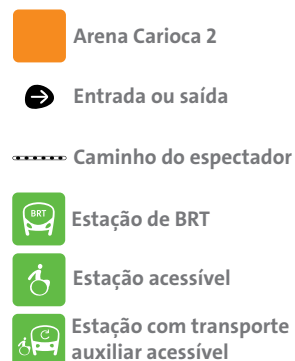 Arena Carioca 2
Entrada ou saída
Caminho do espectador
BRT
Estação de BRT
Estação acessível
Estação com transporte
auxiliar acessível